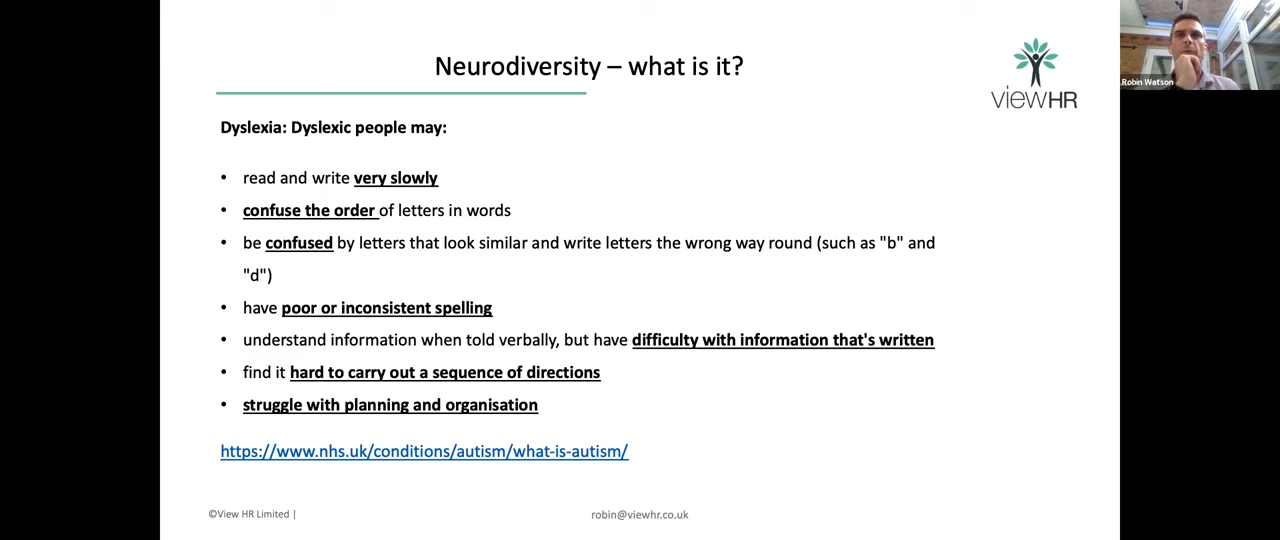 Neurodiversity – what is it?
viewHR
Robin Watson
Dyslexia: Dyslexic people may:
• read and write very slowly
• confuse the order of letters in words
• be confused by letters that look similar and write letters the wrong way round (such as "b" and
"d")
• have poor or inconsistent spelling
• understand information when told verbally, but have difficulty with information that's written
• find it hard to carry out a sequence of directions
• struggle with planning and organisation
https://www.nhs.uk/conditions/autism/what-is-autism/
©View HR Limited |
robin@viewhr.co.uk